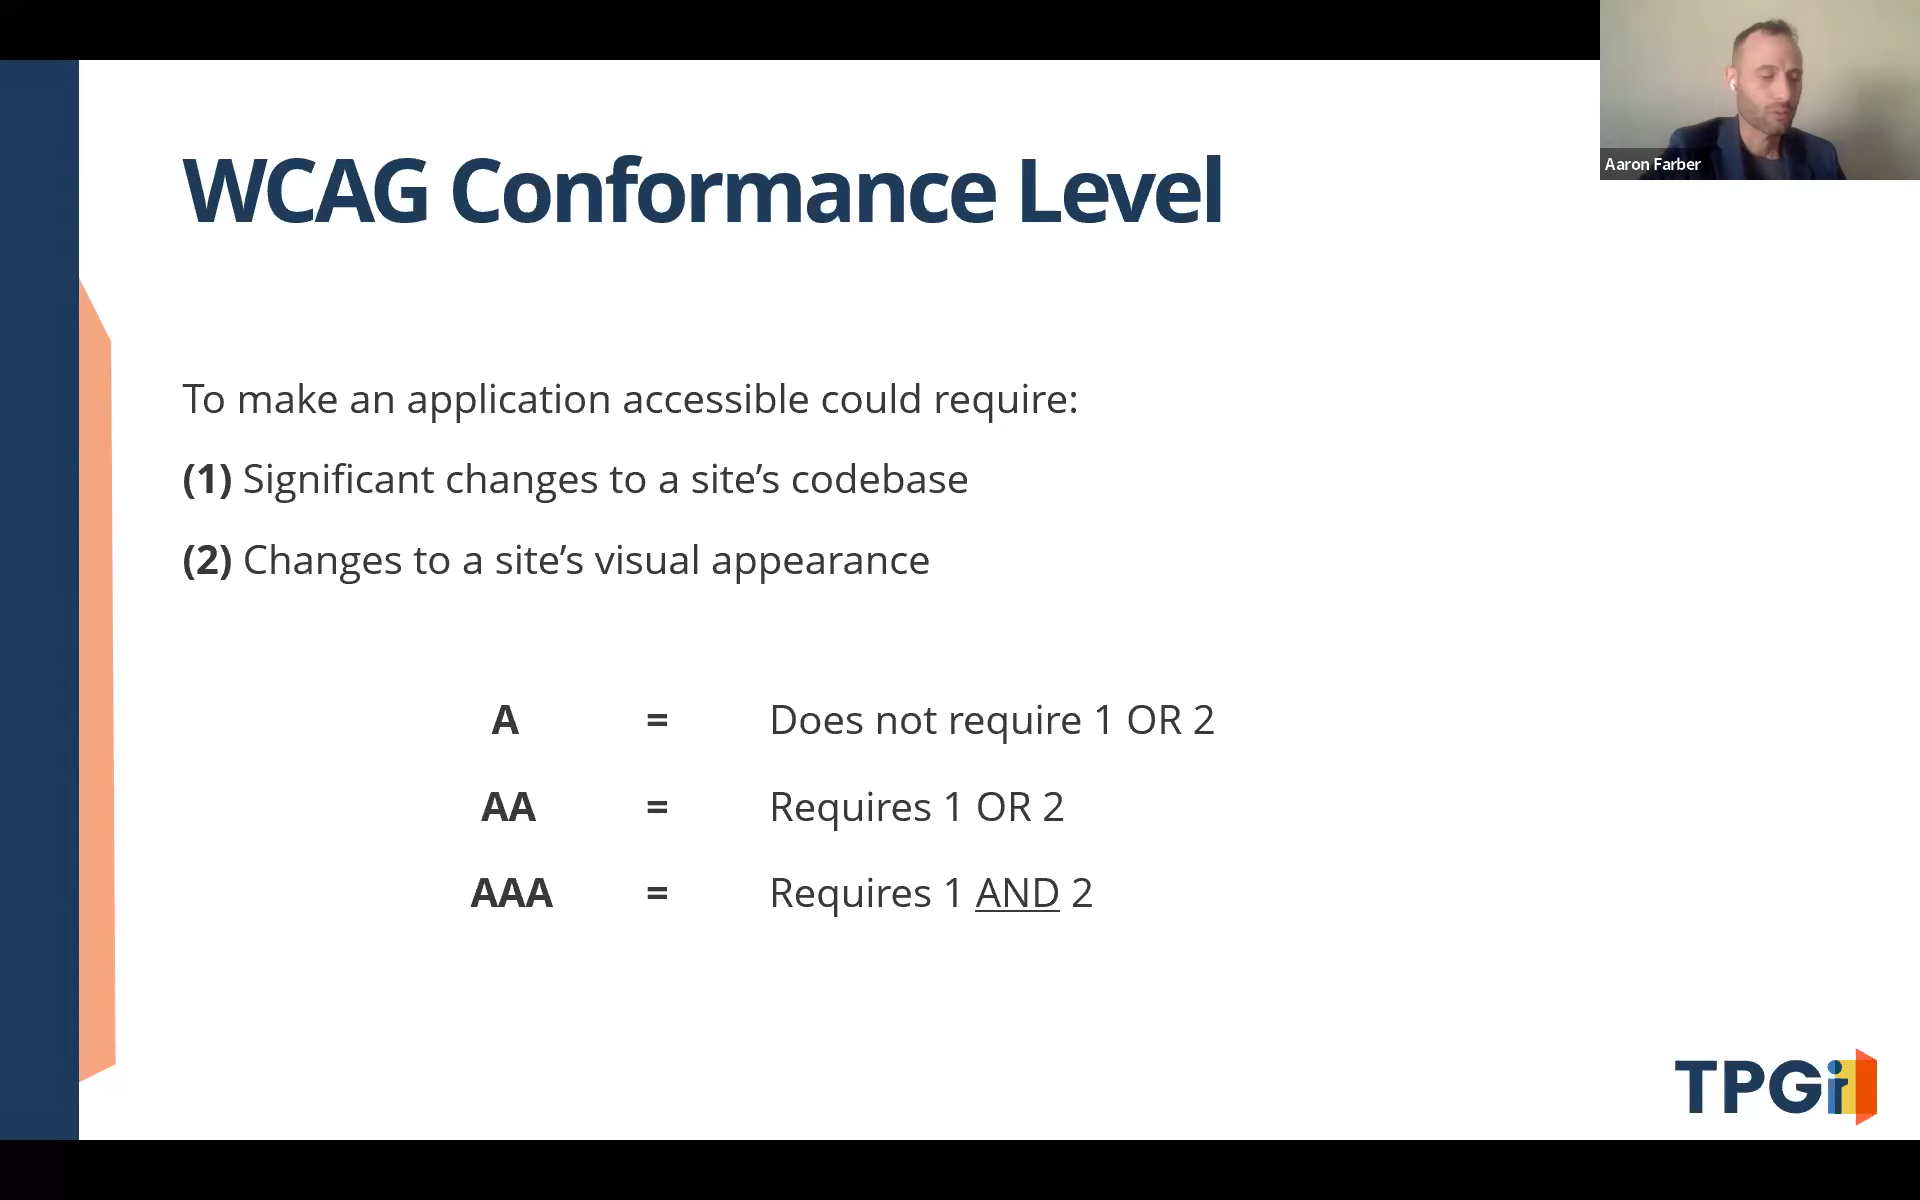 Aaron Farber
WCAG Conformance Level
To make an application accessible could require:
(1) Significant changes to a site’s codebase
(2) Changes to a site’s visual appearance
A = Does not require 1 OR 2
AA = Requires 1 OR 2
AAA = Requires 1 AND 2
TPGi